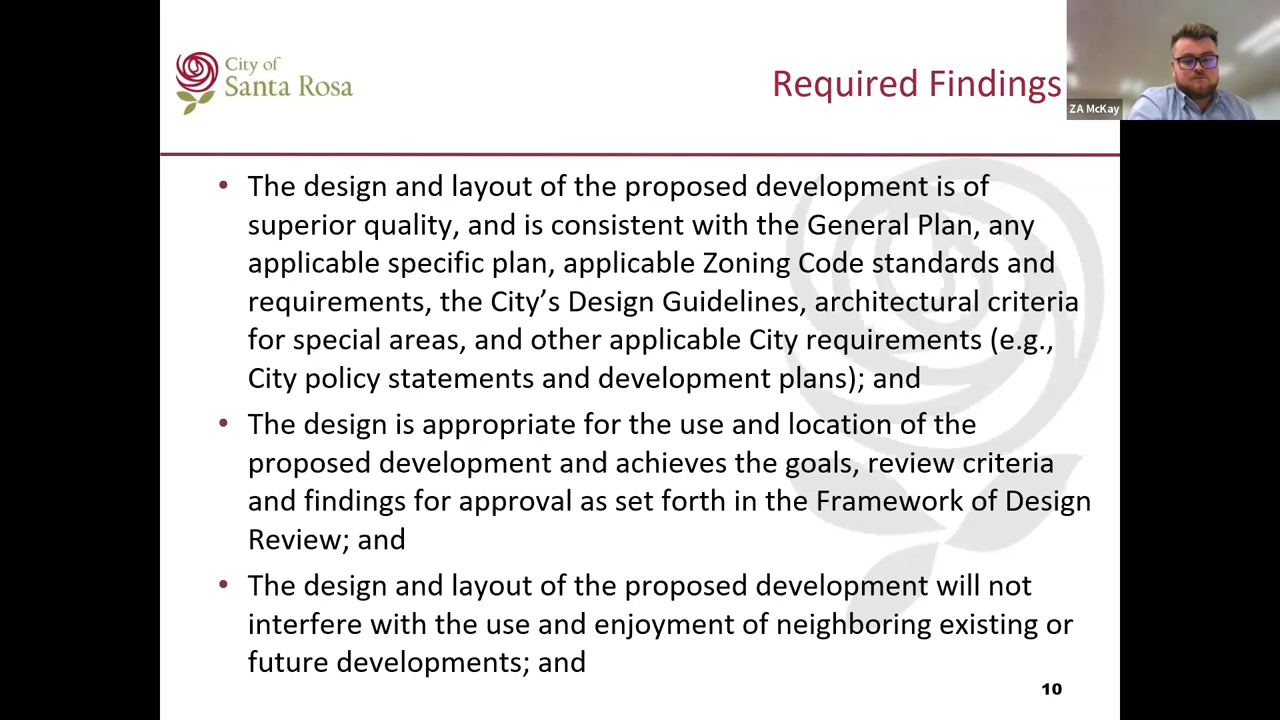 City of
Santa Rosa
Required Findings
ZA McKay
• The design and layout of the proposed development is of
superior quality, and is consistent with the General Plan, any
applicable specific plan, applicable Zoning Code standards and
requirements, the City’s Design Guidelines, architectural criteria
for special areas, and other applicable City requirements (e.g.,
City policy statements and development plans); and
• The design is appropriate for the use and location of the
proposed development and achieves the goals, review criteria
and findings for approval as set forth in the Framework of Design
Review; and
• The design and layout of the proposed development will not
interfere with the use and enjoyment of neighboring existing or
future developments; and
10